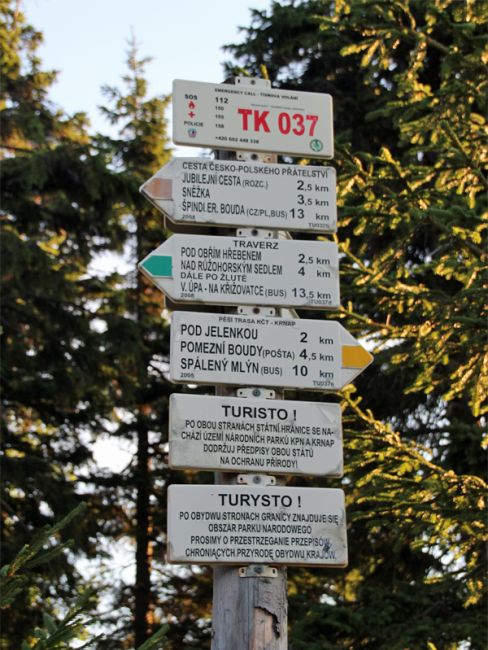 EMERGENCY CALL - TÍSŇOVÁ VOLÁNÍ
SOS 112
150
155
POLICIE 158
+420 602 448 338
TK 037
CESTA ČESKO-POLSKÉHO PŘÁTELSTVÍ
JUBILEJNÍ CESTA (ROZC.) 2,5 km
SNĚŽKA 3,5 km
ŠPINDLER. BOUDA (CZ/PL,BUS) 13 km
2008 TU037b
TRAVERZ
POD OBŘÍM HŘEBENEM 2,5 km
NAD RŮŽOHORSKÝM SEDLEM 4 km
DÁLE PO ŽLUTÉ
V. ÚPA - NA KŘIŽOVATCE (BUS) 13,5 km
2008 TU037d
PĚŠÍ TRASA KČT - KRNAP
POD JELENKOU 2 km
POMEZNÍ BOUDY (POŠTA) 4,5 km
SPÁLENÝ MLÝN (BUS) 10 km
2005 TU037p
TURISTO !
PO OBOU STRANÁCH STÁTNÍ HRANICE SE NA-
CHÁZÍ ÚZEMÍ NÁRODNÍCH PARKŮ KPN A KRNAP
DODRŽUJ PŘEDPISY OBOU STÁTŮ
NA OCHRANU PŘÍRODY!
TURYSTO !
PO OBYDWU STRONACH GRANICY ZNAJDUJE SIĘ
OBSZAR PARKU NARODOWEGO
PROSIMY O PRZESTRZEGANIE PRZEPISÓW
CHRONIĄCYCH PRZYRODĘ OBYDWU KRAJÓW.